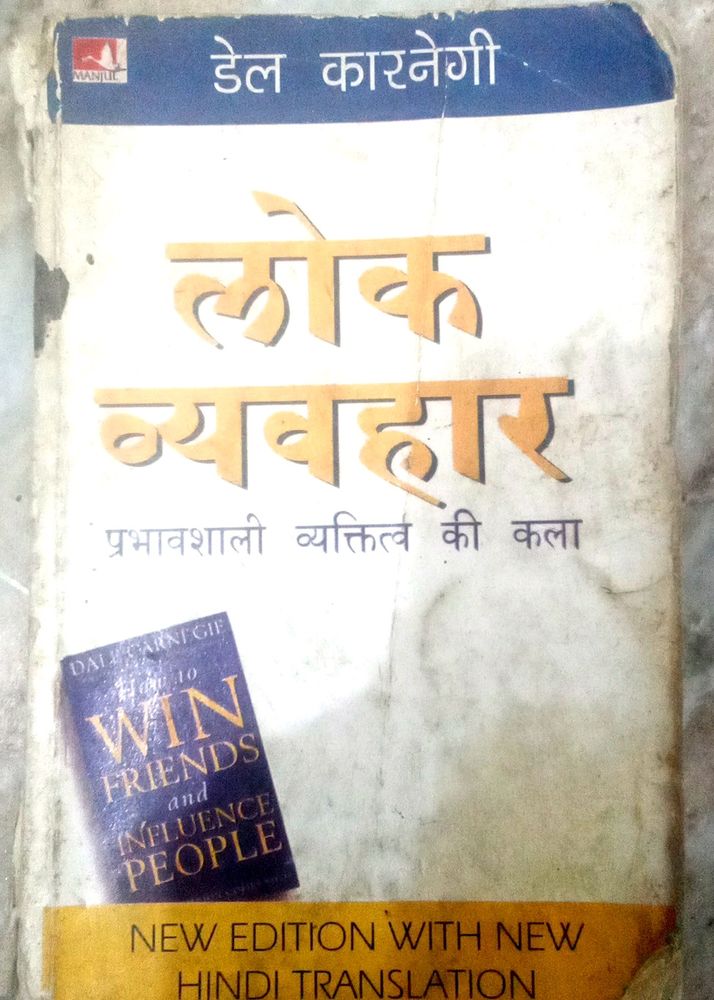 MANJUL
डेल कारनेगी
लोक
व्यवहार
प्रभावशाली व्यक्तित्व की कला
DALE CARNEGIE
How to
WIN
FRIENDS
and
INFLUENCE
PEOPLE
NEW EDITION WITH NEW
HINDI TRANSLATION